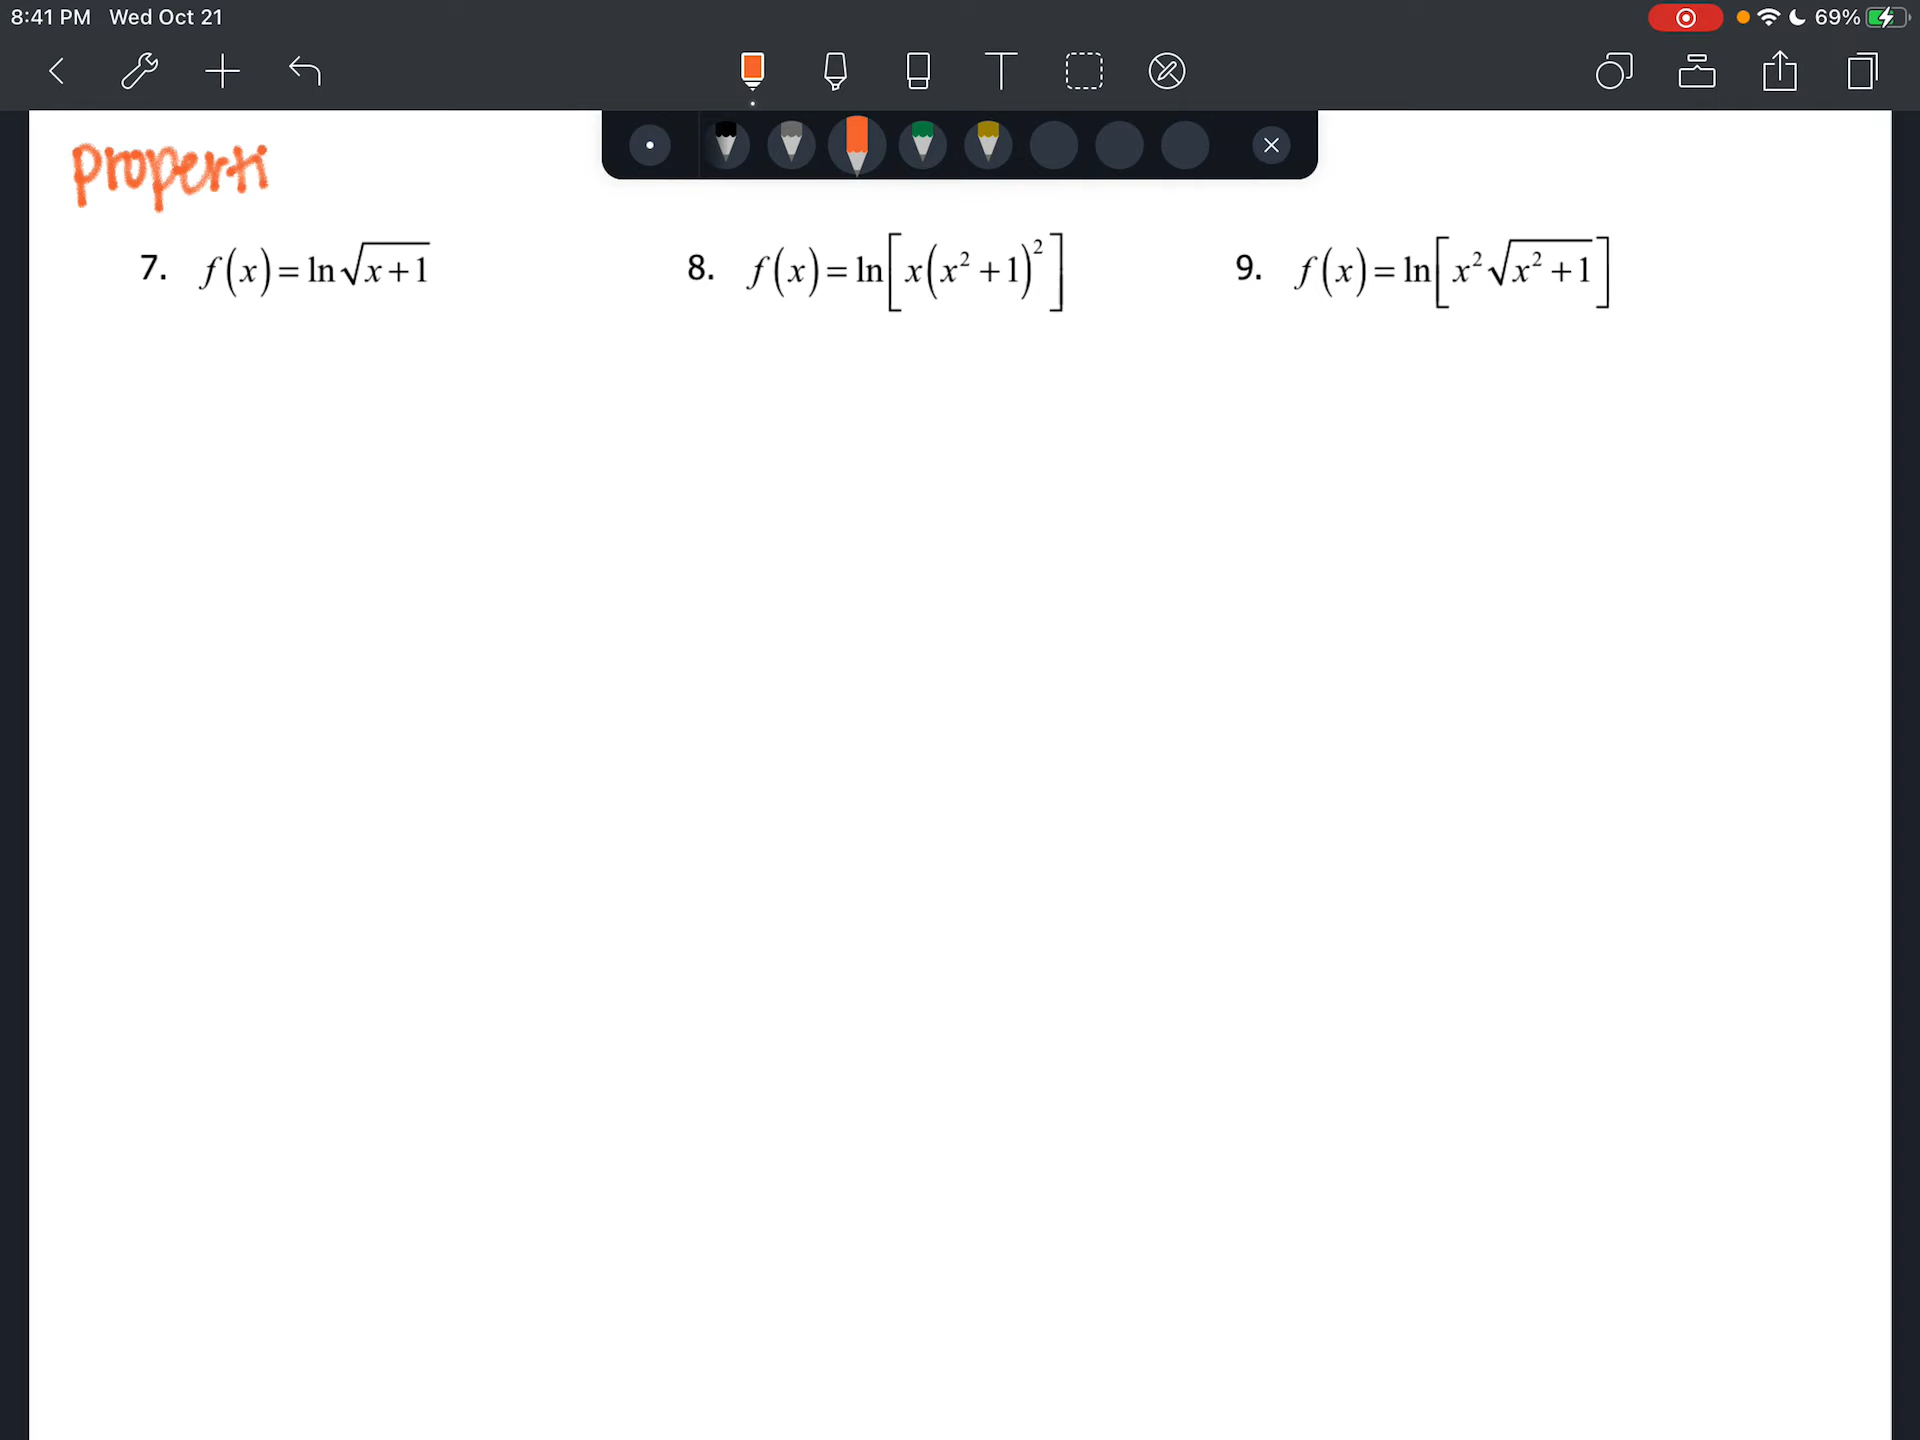 8:41 PM Wed Oct 21 69%
properti
7. f(x)=ln√(x+1) 8. f(x)=ln[x(x²+1)²] 9. f(x)=ln[x²√(x²+1)]